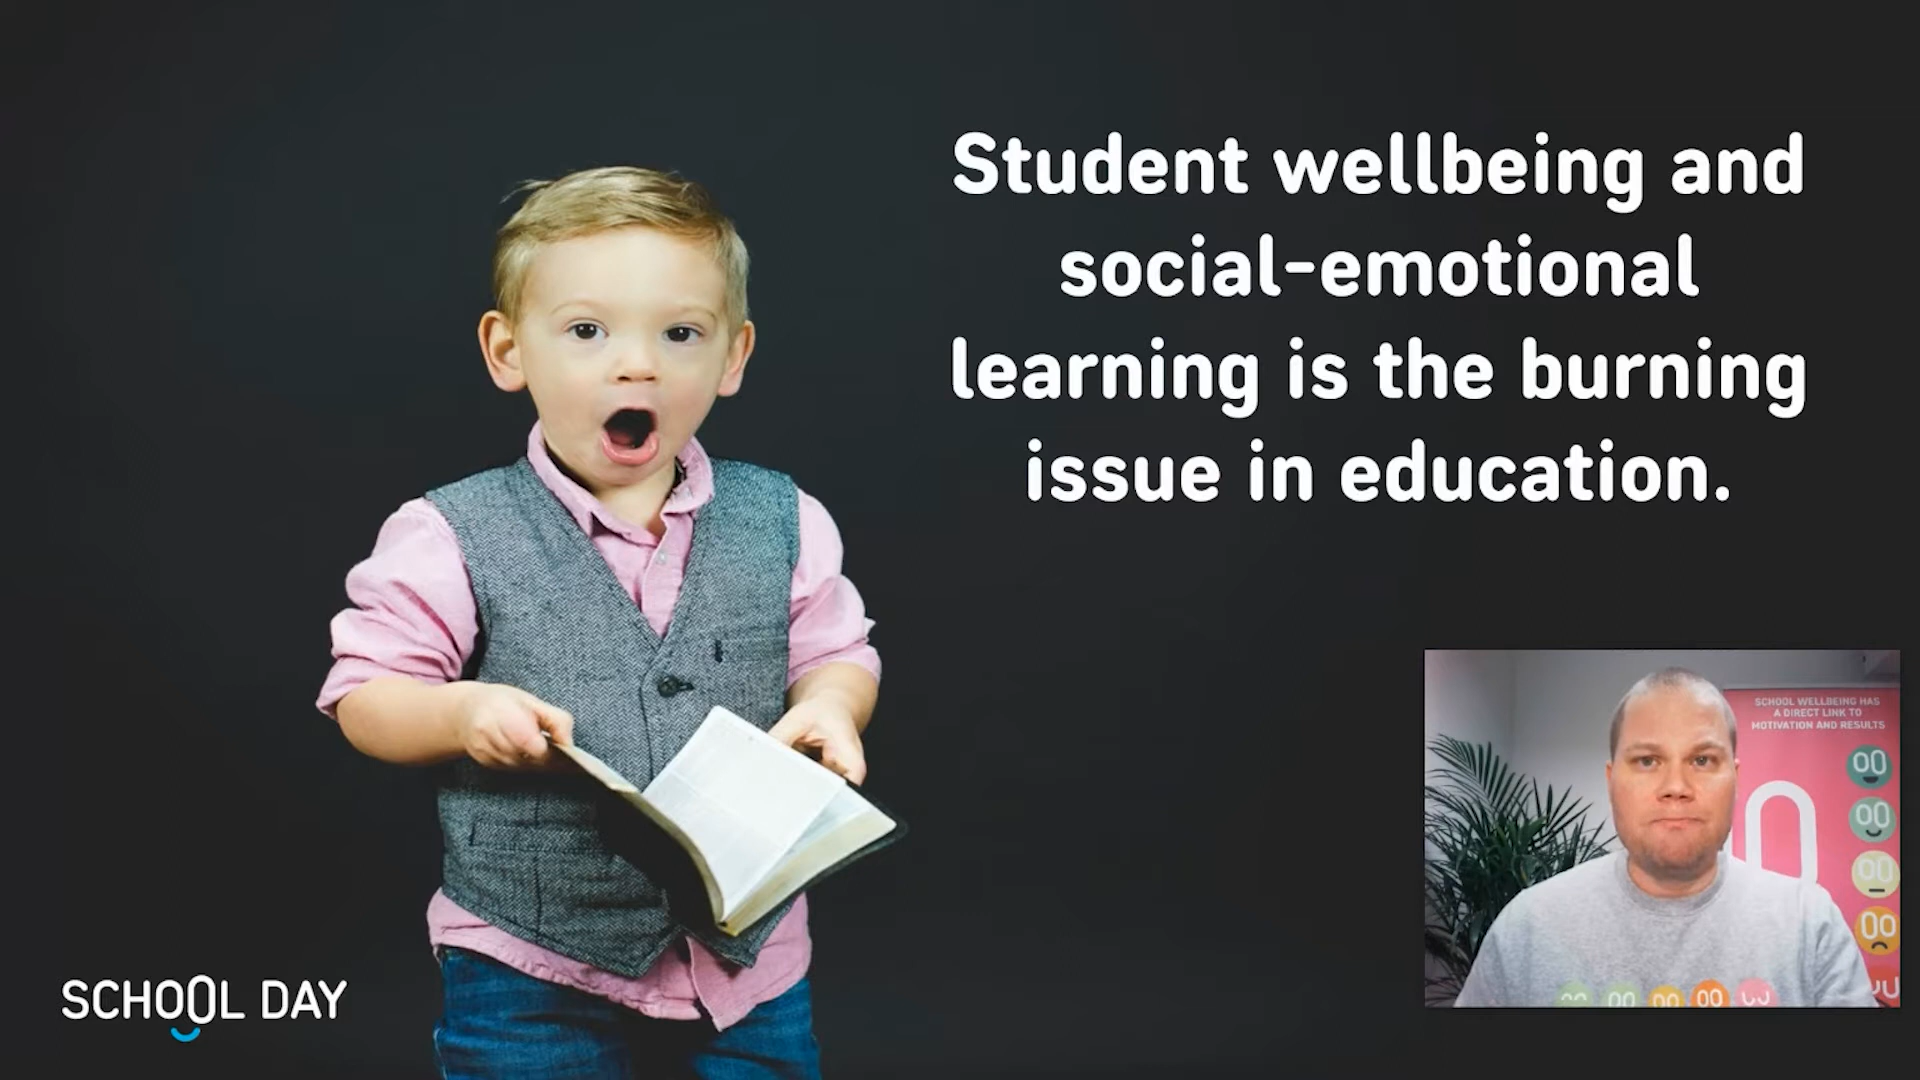 Student wellbeing and
social-emotional
learning is the burning
issue in education.
SCHOOL WELLBEING HAS
A DIRECT LINK TO
MOTIVATION AND RESULTS
SCHOOL DAY